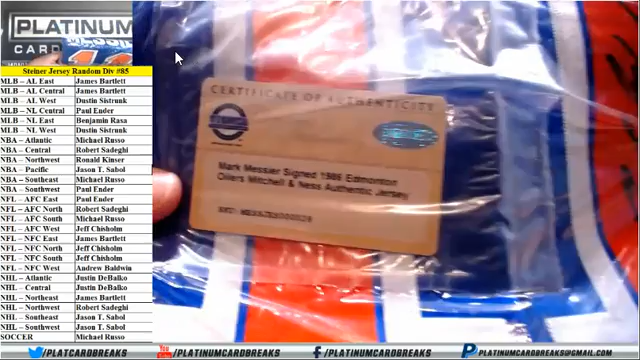 PLATINUM
CARD
Steiner Jersey Random Div #85
MLB – AL East James Bartlett
MLB – AL Central James Bartlett
MLB – AL West Dustin Sistrunk
MLB – NL Central Paul Ender
MLB – NL East Benjamin Rasa
MLB – NL West Dustin Sistrunk
NBA – Atlantic Michael Russo
NBA – Central Robert Sadeghi
NBA – Northwest Ronald Kinser
NBA – Pacific Jason T. Sabol
NBA – Southeast Michael Russo
NBA – Southwest Paul Ender
NFL – AFC East Paul Ender
NFL – AFC North Robert Sadeghi
NFL – AFC South Michael Russo
NFL – AFC West Jeff Chisholm
NFL – NFC East James Bartlett
NFL – NFC North Jeff Chisholm
NFL – NFC South Jeff Chisholm
NFL – NFC West Andrew Baldwin
NHL – Atlantic Justin DeBalko
NHL – Central Justin DeBalko
NHL – Northeast James Bartlett
NHL – Northwest Robert Sadeghi
NHL – Southeast Jason T. Sabol
NHL – Southwest Jason T. Sabol
SOCCER Michael Russo
CERTIFICATE OF AUTHENTICITY
Mark Messier Signed 1986 Edmonton
Oilers Mitchell & Ness Authentic Jersey
/PLATCARDBREAKS
You Tube /PLATINUMCARDBREAKS
/PLATINUMCARDBREAKS
PLATINUMCARDBREAKS@GMAIL.COM